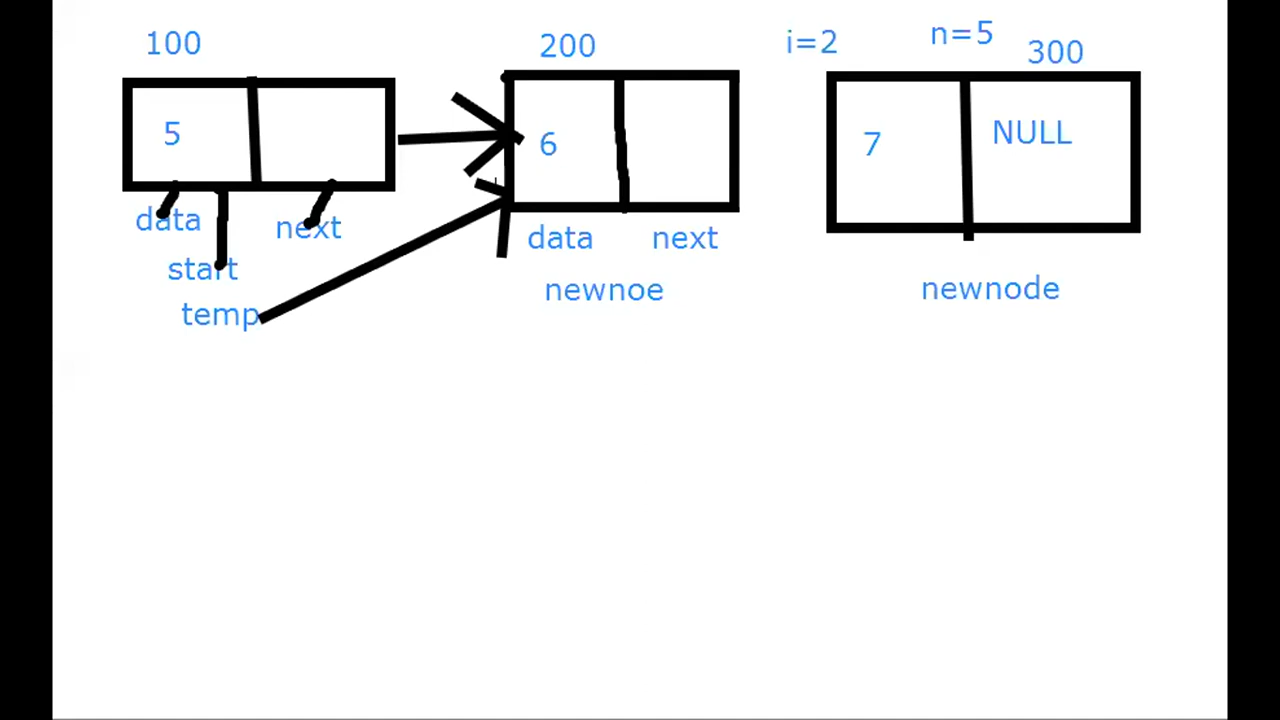 100
200
i=2
n=5
300
5
6
7
NULL
data
next
start
temp
data
next
newnoe
newnode